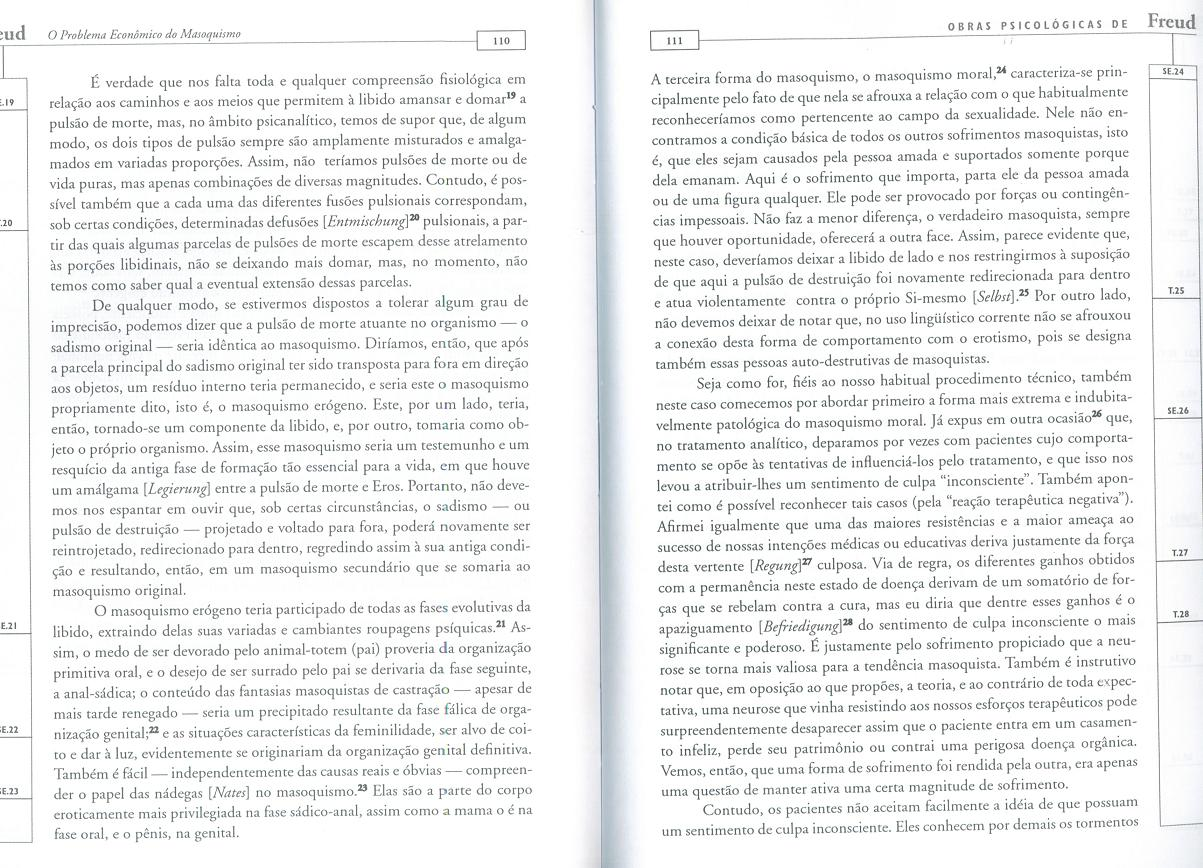 eud O Problema Econômico do Masoquismo
110
É verdade que nos falta toda e qualquer compreensão fisiológica em
relação aos caminhos e aos meios que permitem à libido amansar e domar19 a
pulsão de morte, mas, no âmbito psicanalítico, temos de supor que, de algum
modo, os dois tipos de pulsão sempre são amplamente misturados e amalga-
mados em variadas proporções. Assim, não teríamos pulsões de morte ou de
vida puras, mas apenas combinações de diversas magnitudes. Contudo, é pos-
sível também que a cada uma das diferentes fusões pulsionais correspondam,
sob certas condições, determinadas defusões [Entmischung]20 pulsionais, a par-
tir das quais algumas parcelas de pulsões de morte escapem desse atrelamento
às porções libidinais, não se deixando mais domar, mas, no momento, não
temos como saber qual a eventual extensão dessas parcelas.
De qualquer modo, se estivermos dispostos a tolerar algum grau de
imprecisão, podemos dizer que a pulsão de morte atuante no organismo — o
sadismo original — seria idêntica ao masoquismo. Diríamos, então, que após
a parcela principal do sadismo original ter sido transposta para fora em direção
aos objetos, um resíduo interno teria permanecido, e seria este o masoquismo
propriamente dito, isto é, o masoquismo erógeno. Este, por um lado, teria,
então, tornado-se um componente da libido, e, por outro, tomaria como ob-
jeto o próprio organismo. Assim, esse masoquismo seria um testemunho e um
resquício da antiga fase de formação tão essencial para a vida, em que houve
um amálgama [Legierung] entre a pulsão de morte e Eros. Portanto, não deve-
mos nos espantar em ouvir que, sob certas circunstâncias, o sadismo — ou
pulsão de destruição — projetado e voltado para fora, poderá novamente ser
reintrojetado, redirecionado para dentro, regredindo assim à sua antiga condi-
ção e resultando, então, em um masoquismo secundário que se somaria ao
masoquismo original.
O masoquismo erógeno teria participado de todas as fases evolutivas da
libido, extraindo delas suas variadas e cambiantes roupagens psíquicas.21 As-
sim, o medo de ser devorado pelo animal-totem (pai) proveria da organização
primitiva oral, e o desejo de ser surrado pelo pai se derivaria da fase seguinte,
a anal-sádica; o conteúdo das fantasias masoquistas de castração — apesar de
mais tarde renegado — seria um precipitado resultante da fase fálica de orga-
nização genital;22 e as situações características da feminilidade, ser alvo de coi-
to e dar à luz, evidentemente se originariam da organização genital definitiva.
Também é fácil — independentemente das causas reais e óbvias — compreen-
der o papel das nádegas [Nates] no masoquismo.23 Elas são a parte do corpo
eroticamente mais privilegiada na fase sádico-anal, assim como a mama o é na
fase oral, e o pênis, na genital.
E.19
.20
E.21
SE.22
SE.23
111
OBRAS PSICOLÓGICAS DE Freud
A terceira forma do masoquismo, o masoquismo moral,24 caracteriza-se prin-
cipalmente pelo fato de que nela se afrouxa a relação com o que habitualmente
reconheceríamos como pertencente ao campo da sexualidade. Nele não en-
contramos a condição básica de todos os outros sofrimentos masoquistas, isto
é, que eles sejam causados pela pessoa amada e suportados somente porque
dela emanam. Aqui é o sofrimento que importa, parta ele da pessoa amada
ou de uma figura qualquer. Ele pode ser provocado por forças ou contingên-
cias impessoais. Não faz a menor diferença, o verdadeiro masoquista, sempre
que houver oportunidade, oferecerá a outra face. Assim, parece evidente que,
neste caso, deveríamos deixar a libido de lado e nos restringirmos à suposição
de que aqui a pulsão de destruição foi novamente redirecionada para dentro
e atua violentamente contra o próprio Si-mesmo [Selbst].25 Por outro lado,
não devemos deixar de notar que, no uso lingüístico corrente não se afrouxou
a conexão desta forma de comportamento com o erotismo, pois se designa
também essas pessoas auto-destrutivas de masoquistas.
Seja como for, fiéis ao nosso habitual procedimento técnico, também
neste caso comecemos por abordar primeiro a forma mais extrema e indubita-
velmente patológica do masoquismo moral. Já expus em outra ocasião26 que,
no tratamento analítico, deparamos por vezes com pacientes cujo comporta-
mento se opõe às tentativas de influenciá-los pelo tratamento, e que isso nos
levou a atribuir-lhes um sentimento de culpa “inconsciente”. Também apon-
tei como é possível reconhecer tais casos (pela “reação terapêutica negativa”).
Afirmei igualmente que uma das maiores resistências e a maior ameaça ao
sucesso de nossas intenções médicas ou educativas deriva justamente da força
desta vertente [Regung]27 culposa. Via de regra, os diferentes ganhos obtidos
com a permanência neste estado de doença derivam de um somatório de for-
ças que se rebelam contra a cura, mas eu diria que dentre esses ganhos é o
apaziguamento [Befriedigung]28 do sentimento de culpa inconsciente o mais
significante e poderoso. É justamente pelo sofrimento propiciado que a neu-
rose se torna mais valiosa para a tendência masoquista. Também é instrutivo
notar que, em oposição ao que propões, a teoria, e ao contrário de toda expec-
tativa, uma neurose que vinha resistindo aos nossos esforços terapêuticos pode
surpreendentemente desaparecer assim que o paciente entra em um casamen-
to infeliz, perde seu patrimônio ou contrai uma perigosa doença orgânica.
Vemos, então, que uma forma de sofrimento foi rendida pela outra, era apenas
uma questão de manter ativa uma certa magnitude de sofrimento.
Contudo, os pacientes não aceitam facilmente a idéia de que possuam
um sentimento de culpa inconsciente. Eles conhecem por demais os tormentos
SE.24
T.25
SE.26
T.27
T.28